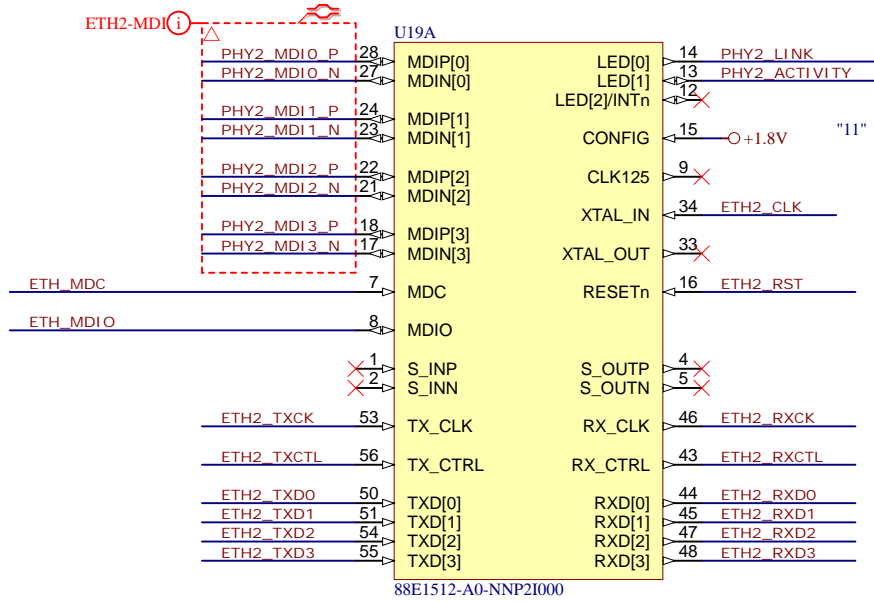 ETH2-MDI i
U19A
PHY2_MDI0_P 28 MDIP[0] LED[0] 14 PHY2_LINK
PHY2_MDI0_N 27 MDIN[0] LED[1] 13 PHY2_ACTIVITY
LED[2]/INTn 12
PHY2_MDI1_P 24 MDIP[1]
PHY2_MDI1_N 23 MDIN[1] CONFIG 15 +1.8V "11"
PHY2_MDI2_P 22 MDIP[2] CLK125 9
PHY2_MDI2_N 21 MDIN[2]
XTAL_IN 34 ETH2_CLK
PHY2_MDI3_P 18 MDIP[3]
PHY2_MDI3_N 17 MDIN[3] XTAL_OUT 33
ETH_MDC 7 MDC RESETn 16 ETH2_RST
ETH_MDIO 8 MDIO
1 S_INP S_OUTP 4
2 S_INN S_OUTN 5
ETH2_TXCK 53 TX_CLK RX_CLK 46 ETH2_RXCK
ETH2_TXCTL 56 TX_CTRL RX_CTRL 43 ETH2_RXCTL
ETH2_TXD0 50 TXD[0] RXD[0] 44 ETH2_RXD0
ETH2_TXD1 51 TXD[1] RXD[1] 45 ETH2_RXD1
ETH2_TXD2 54 TXD[2] RXD[2] 47 ETH2_RXD2
ETH2_TXD3 55 TXD[3] RXD[3] 48 ETH2_RXD3
88E1512-A0-NNP2I000